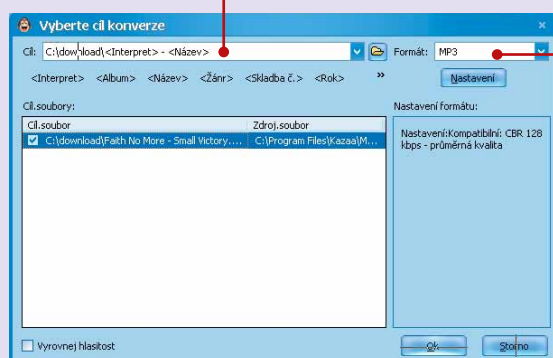 Vyberte cíl konverze
Cíl: C:\download\<Interpret> - <Název> Formát: MP3
<Interpret> <Album> <Název> <Žánr> <Skladba č.> <Rok> » Nastavení
Cíl.soubory: Nastavení formátu:
Cíl.soubor Zdroj.soubor
C:\download\Faith No More - Small Victory.... C:\Program Files\Kazaa\M...
Nastavení:Kompatibilní: CBR 128
kbps - průměrná kvalita
Vyrovnej hlasitost Ok Storno